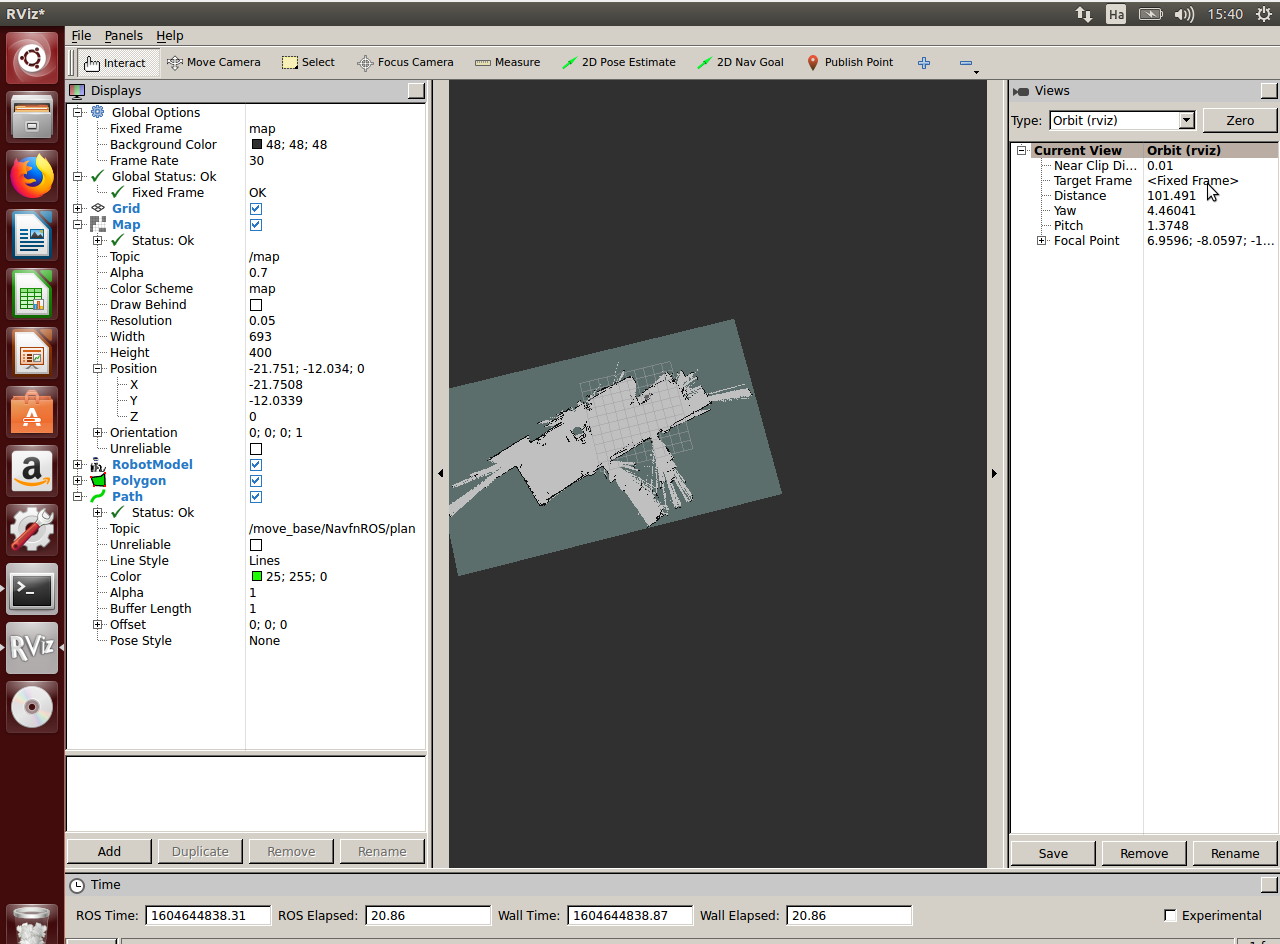 RViz*
Ha
15:40
File Panels Help
Interact Move Camera Select Focus Camera Measure 2D Pose Estimate 2D Nav Goal Publish Point
Displays
Global Options
Fixed Frame map
Background Color 48; 48; 48
Frame Rate 30
Global Status: Ok
Fixed Frame OK
Grid
Map
Status: Ok
Topic /map
Alpha 0.7
Color Scheme map
Draw Behind
Resolution 0.05
Width 693
Height 400
Position -21.751; -12.034; 0
X -21.7508
Y -12.0339
Z 0
Orientation 0; 0; 0; 1
Unreliable
RobotModel
Polygon
Path
Status: Ok
Topic /move_base/NavfnROS/plan
Unreliable
Line Style Lines
Color 25; 255; 0
Alpha 1
Buffer Length 1
Offset 0; 0; 0
Pose Style None
Add Duplicate Remove Rename
Views
Type: Orbit (rviz) Zero
Current View Orbit (rviz)
Near Clip Di... 0.01
Target Frame <Fixed Frame>
Distance 101.491
Yaw 4.46041
Pitch 1.3748
Focal Point 6.9596; -8.0597; -1...
Save Remove Rename
RViz
Time
ROS Time: 1604644838.31 ROS Elapsed: 20.86 Wall Time: 1604644838.87 Wall Elapsed: 20.86 Experimental